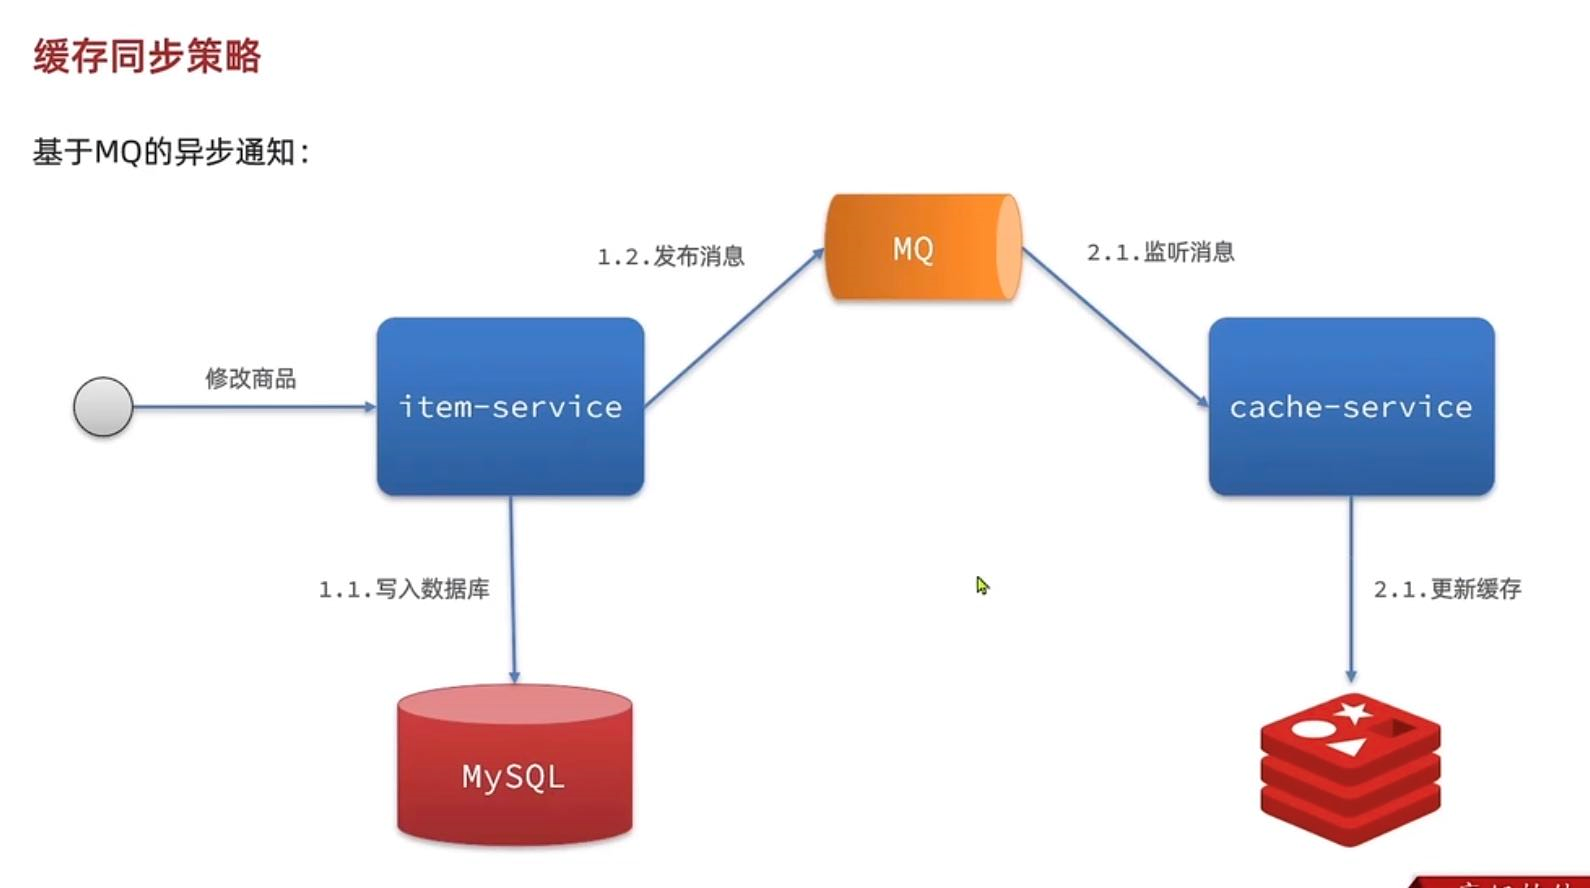 缓存同步策略
基于MQ的异步通知：
MQ
1.2.发布消息
2.1.监听消息
修改商品
item-service
cache-service
1.1.写入数据库
2.1.更新缓存
MySQL